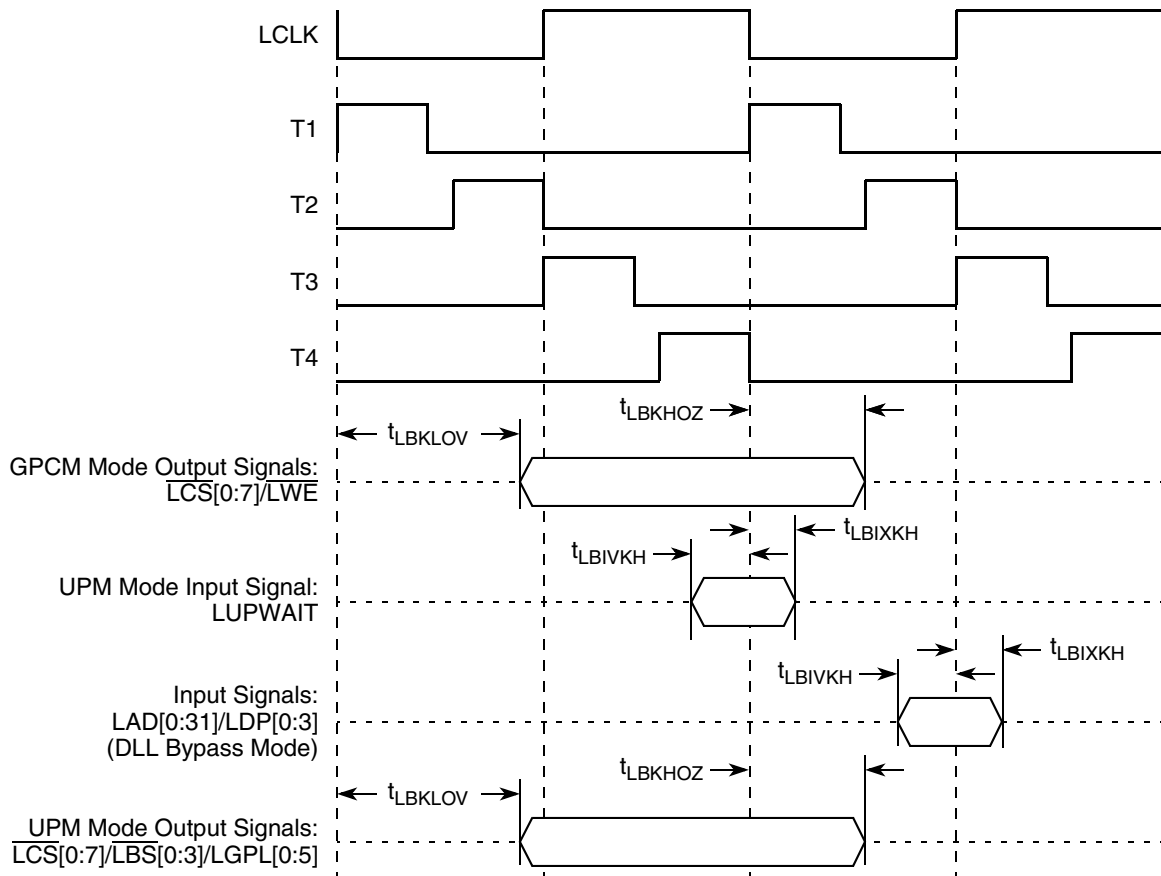 LCLK
T1
T2
T3
T4
tLBKHOZ
tLBKLOV
GPCM Mode Output Signals:
LCS[0:7]/LWE
tLBIXKH
tLBIVKH
UPM Mode Input Signal:
LUPWAIT
tLBIXKH
tLBIVKH
Input Signals:
LAD[0:31]/LDP[0:3]
(DLL Bypass Mode)
tLBKHOZ
tLBKLOV
UPM Mode Output Signals:
LCS[0:7]/LBS[0:3]/LGPL[0:5]